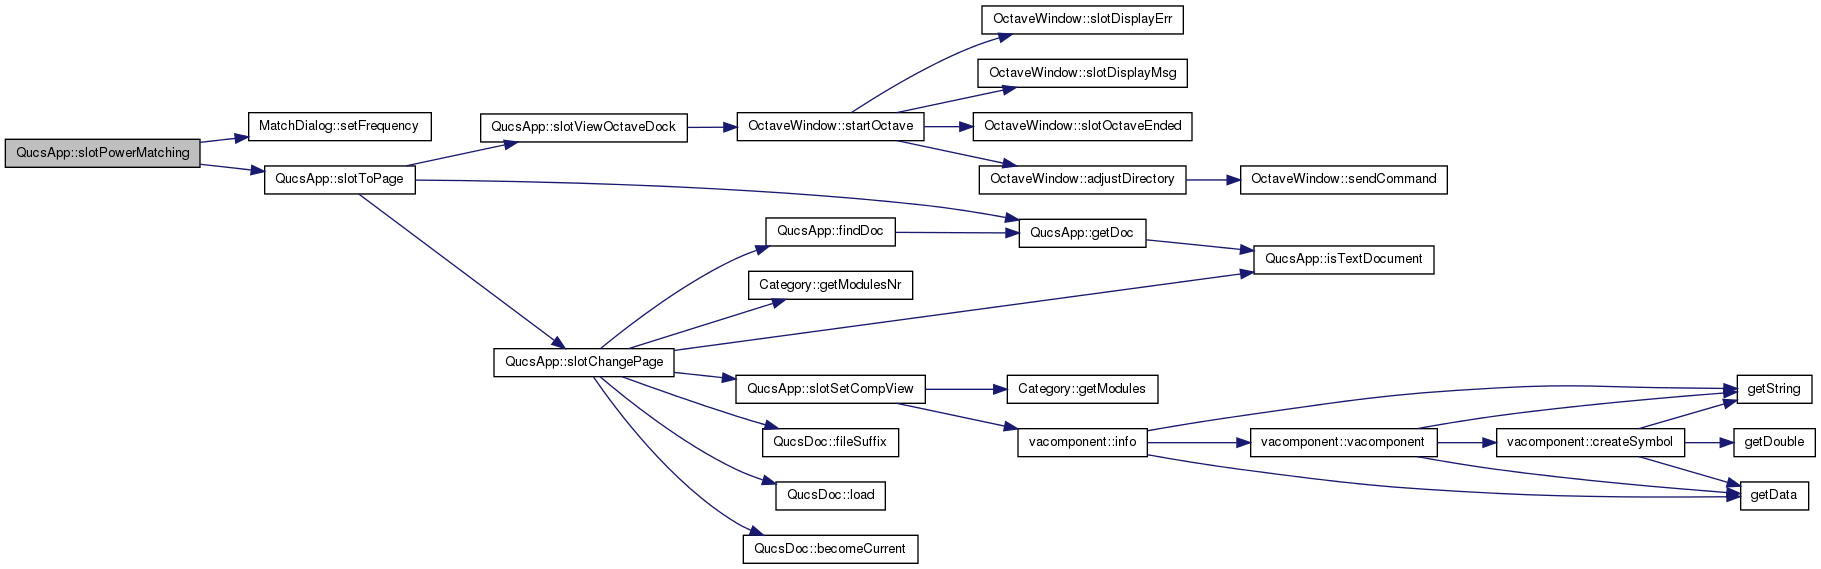 OctaveWindow::slotDisplayErr
OctaveWindow::slotDisplayMsg
MatchDialog::setFrequency
QucsApp::slotViewOctaveDock
OctaveWindow::startOctave
OctaveWindow::slotOctaveEnded
QucsApp::slotPowerMatching
QucsApp::slotToPage
OctaveWindow::adjustDirectory
OctaveWindow::sendCommand
QucsApp::findDoc
QucsApp::getDoc
QucsApp::isTextDocument
Category::getModulesNr
QucsApp::slotChangePage
QucsApp::slotSetCompView
Category::getModules
getString
QucsDoc::fileSuffix
vacomponent::info
vacomponent::vacomponent
vacomponent::createSymbol
getDouble
QucsDoc::load
getData
QucsDoc::becomeCurrent